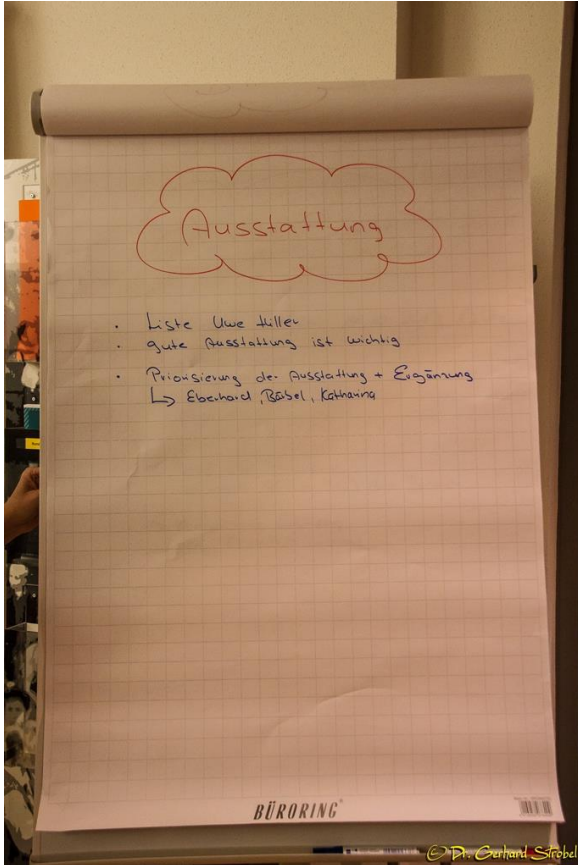 Ausstattung
· Liste Uwe Hiller
· gute Ausstattung ist wichtig
· Priorisierung der Ausstattung + Ergänzung
↳ Eberhard, Bärbel, Katharina
BÜRORING
© Dr. Gerhard Strobel